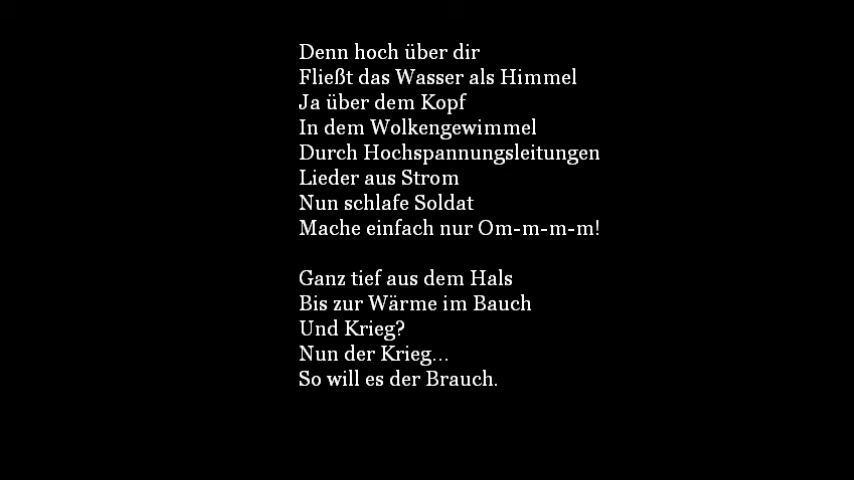 Denn hoch über dir
Fließt das Wasser als Himmel
Ja über dem Kopf
In dem Wolkengewimmel
Durch Hochspannungsleitungen
Lieder aus Strom
Nun schlafe Soldat
Mache einfach nur Om-m-m-m!

Ganz tief aus dem Hals
Bis zur Wärme im Bauch
Und Krieg?
Nun der Krieg...
So will es der Brauch.